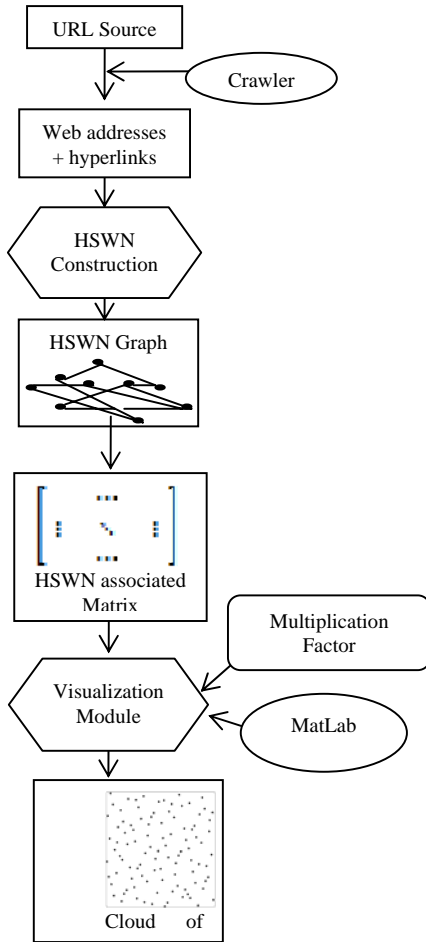 URL Source
Crawler
Web addresses
+ hyperlinks
HSWN
Construction
HSWN Graph
HSWN associated
Matrix
Multiplication
Factor
Visualization
Module
MatLab
Cloud of